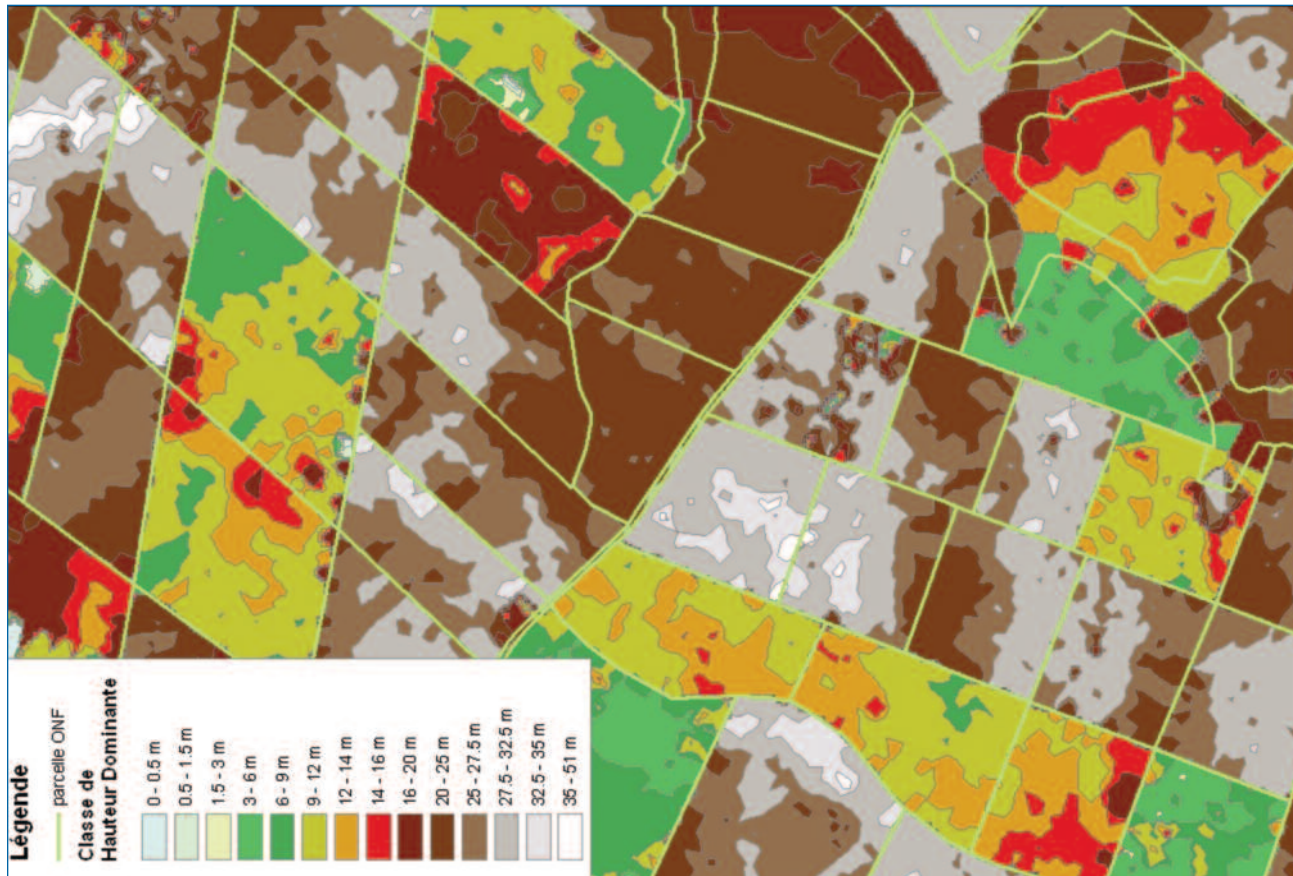 Légende
parcelle ONF
Classe de
Hauteur Dominante
0 - 0.5 m
0.5 - 1.5 m
1.5 - 3 m
3 - 6 m
6 - 9 m
9 - 12 m
12 - 14 m
14 - 16 m
16 - 20 m
20 - 25 m
25 - 27.5 m
27.5 - 32.5 m
32.5 - 35 m
35 - 51 m